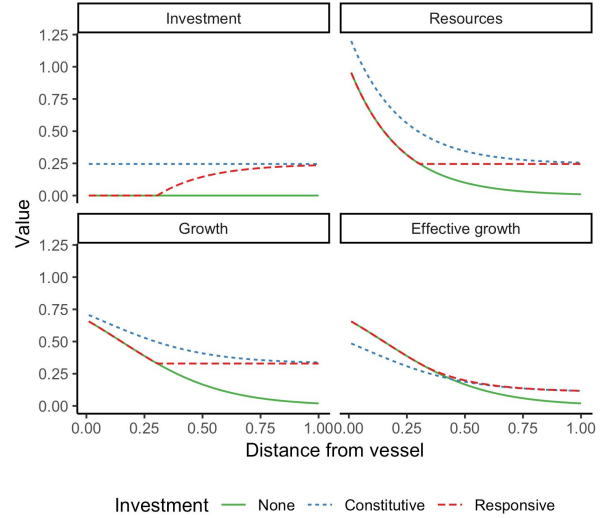 Investment Resources
1.25
1.00
0.75
0.50
0.25
0.00
Value
Growth Effective growth
1.25
1.00
0.75
0.50
0.25
0.00
0.00 0.25 0.50 0.75 1.00 0.00 0.25 0.50 0.75 1.00
Distance from vessel
Investment None Constitutive Responsive